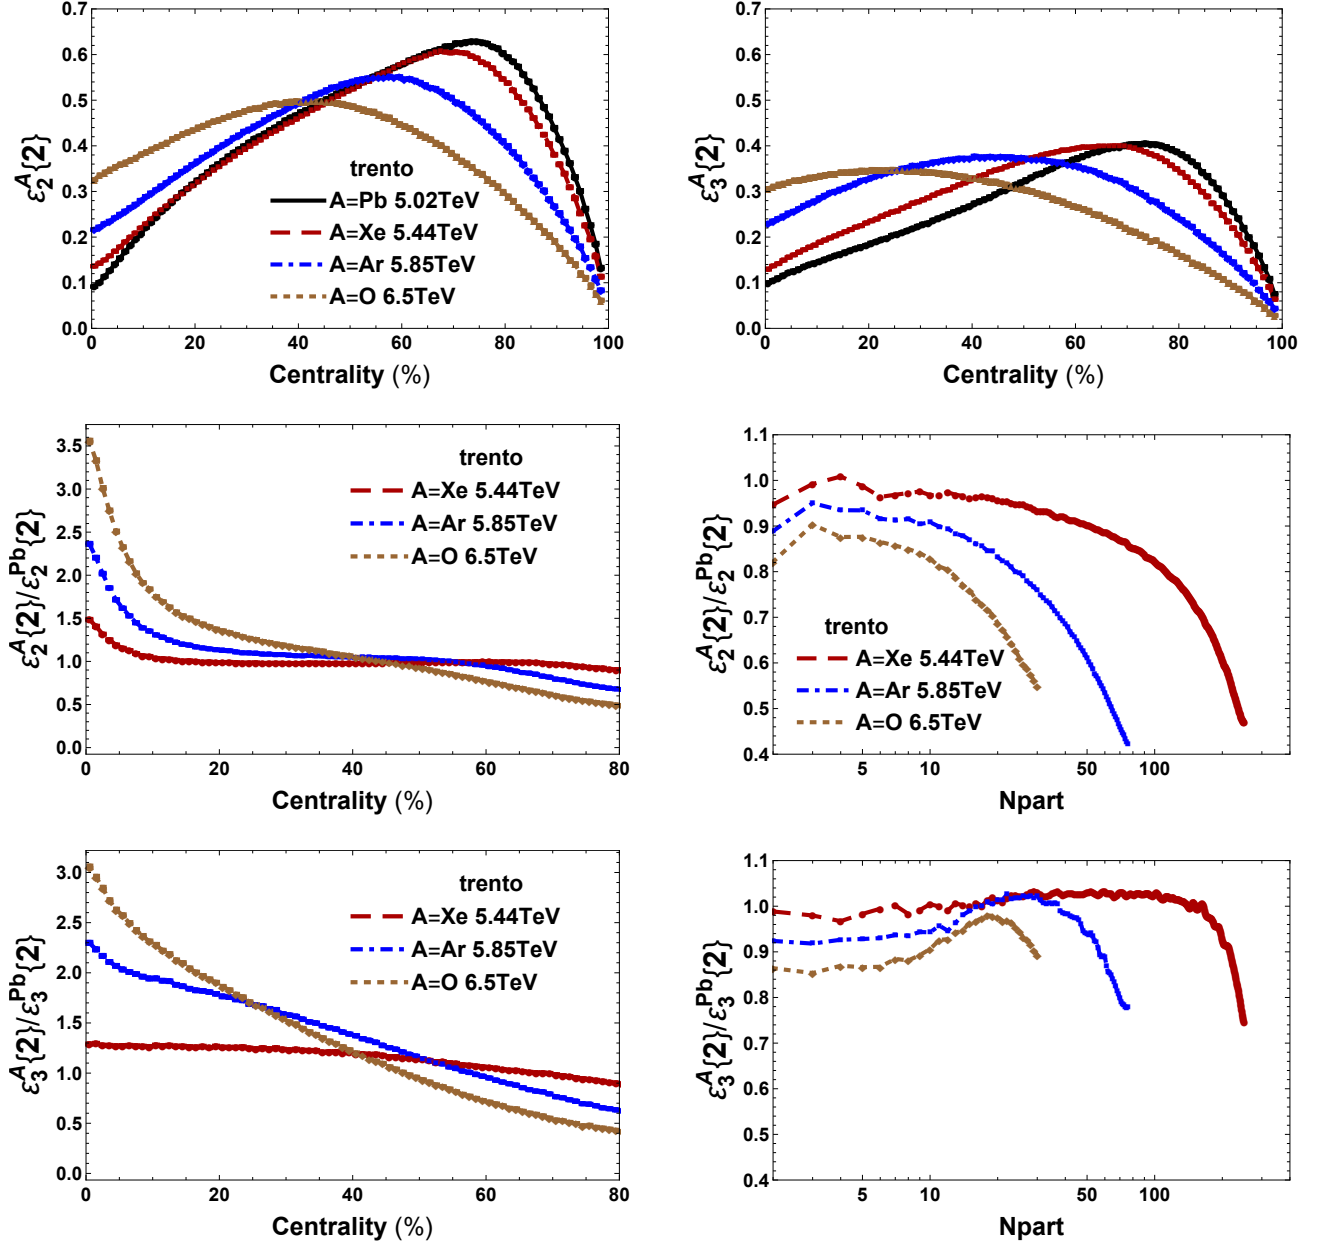 0.7
0.6
0.5
0.4
0.3
0.2
0.1
0.0
ε₂ᴬ{2}
trento
A=Pb 5.02TeV
A=Xe 5.44TeV
A=Ar 5.85TeV
A=O 6.5TeV
0 20 40 60 80 100
Centrality (%)
0.7
0.6
0.5
0.4
0.3
0.2
0.1
0.0
ε₃ᴬ{2}
0 20 40 60 80 100
Centrality (%)
3.5
3.0
2.5
2.0
1.5
1.0
0.5
0.0
ε₂ᴬ{2}/ε₂ᴾᵇ{2}
trento
A=Xe 5.44TeV
A=Ar 5.85TeV
A=O 6.5TeV
0 20 40 60 80
Centrality (%)
1.1
1.0
0.9
0.8
0.7
0.6
0.5
0.4
ε₂ᴬ{2}/ε₂ᴾᵇ{2}
trento
A=Xe 5.44TeV
A=Ar 5.85TeV
A=O 6.5TeV
5 10 50 100
Npart
3.0
2.5
2.0
1.5
1.0
0.5
0.0
ε₃ᴬ{2}/ε₃ᴾᵇ{2}
trento
A=Xe 5.44TeV
A=Ar 5.85TeV
A=O 6.5TeV
0 20 40 60 80
Centrality (%)
1.1
1.0
0.9
0.8
0.7
0.6
0.5
0.4
ε₃ᴬ{2}/ε₃ᴾᵇ{2}
5 10 50 100
Npart